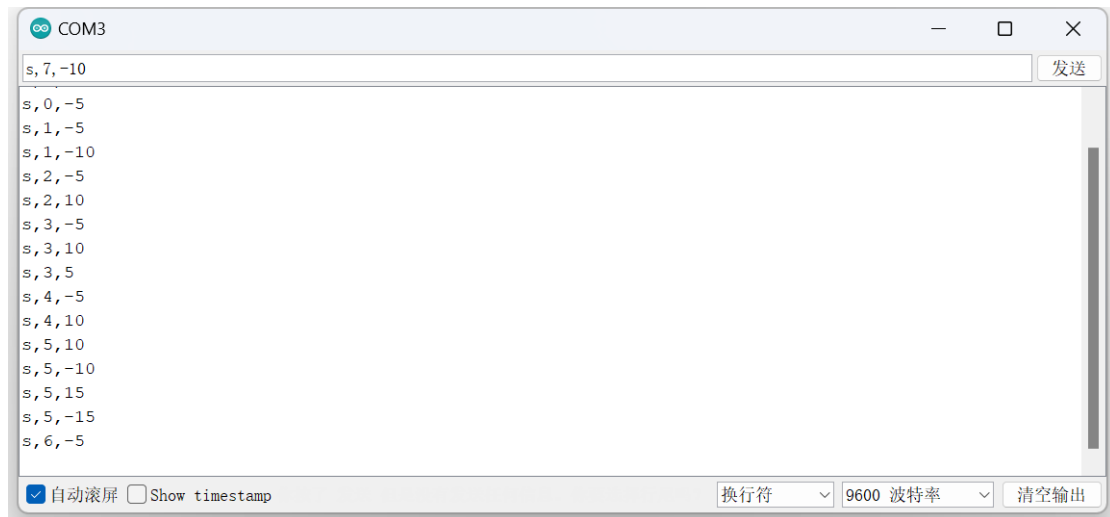 COM3
s,7,-10
发送
s,0,-5
s,1,-5
s,1,-10
s,2,-5
s,2,10
s,3,-5
s,3,10
s,3,5
s,4,-5
s,4,10
s,5,10
s,5,-10
s,5,15
s,5,-15
s,6,-5
自动滚屏 Show timestamp 换行符 9600 波特率 清空输出